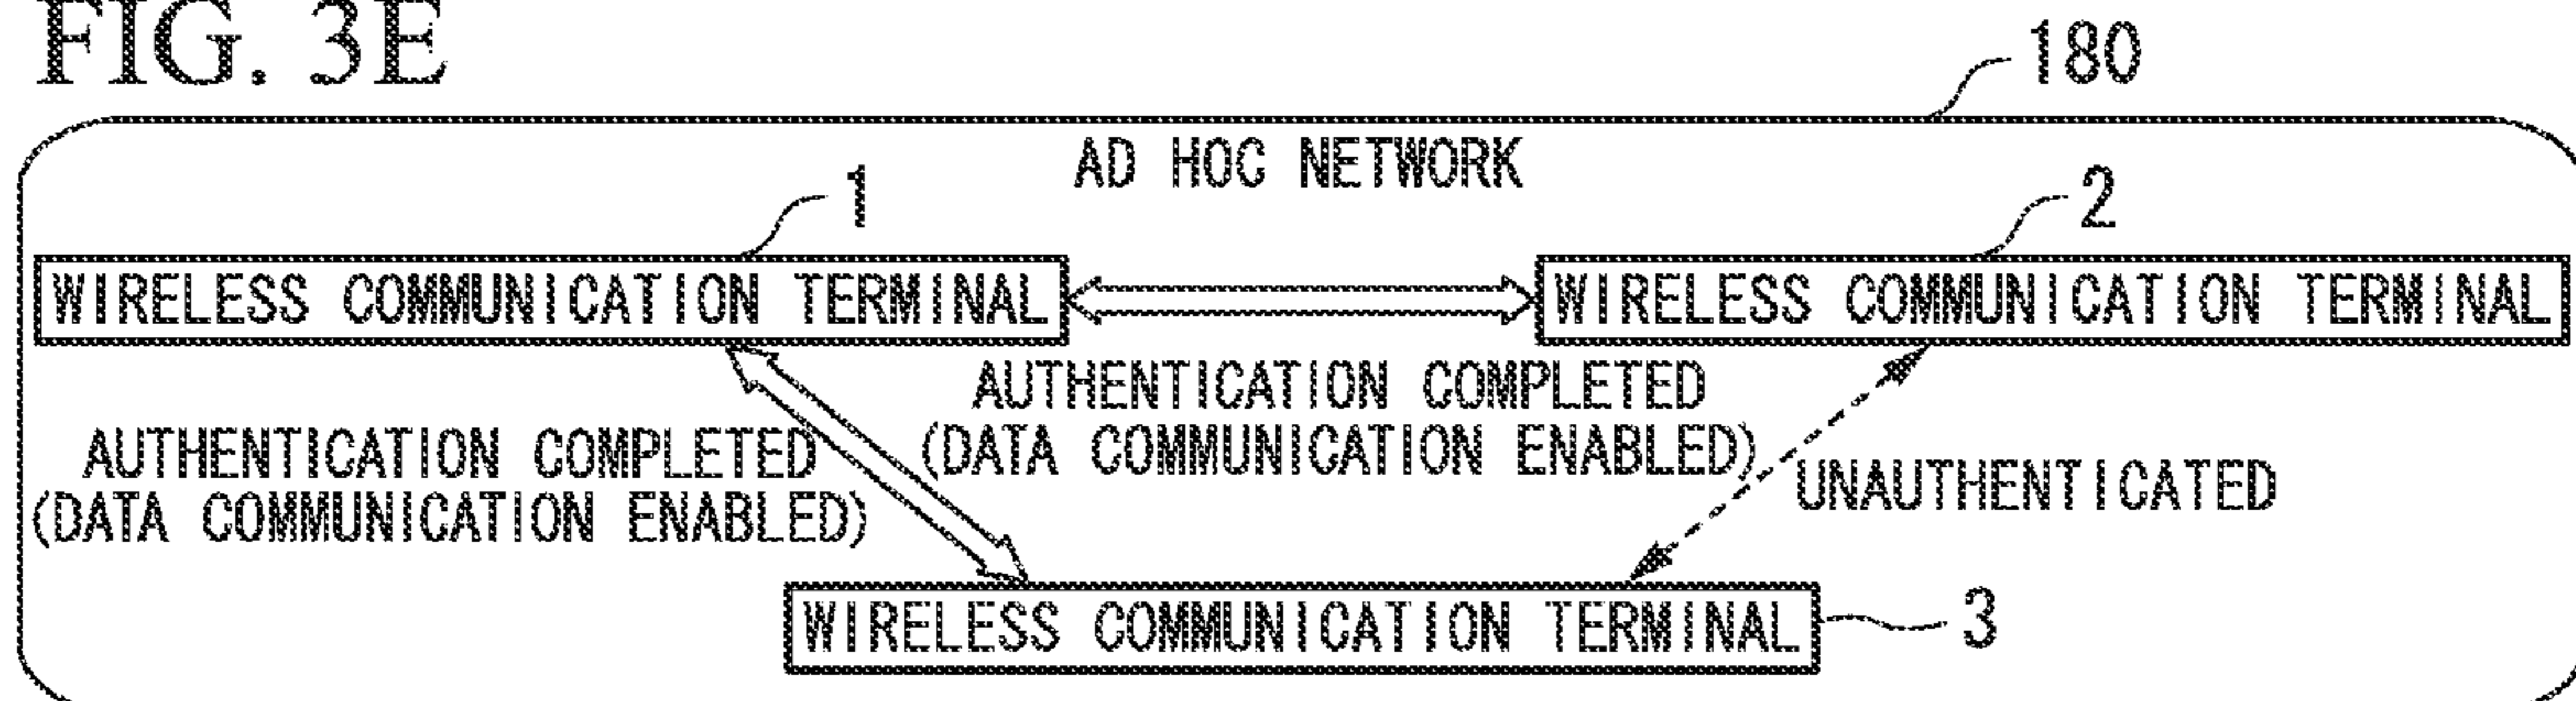 FIG. 3E
180
AD HOC NETWORK
1
2
WIRELESS COMMUNICATION TERMINAL
WIRELESS COMMUNICATION TERMINAL
AUTHENTICATION COMPLETED
(DATA COMMUNICATION ENABLED)
AUTHENTICATION COMPLETED
(DATA COMMUNICATION ENABLED)
UNAUTHENTICATED
WIRELESS COMMUNICATION TERMINAL
3